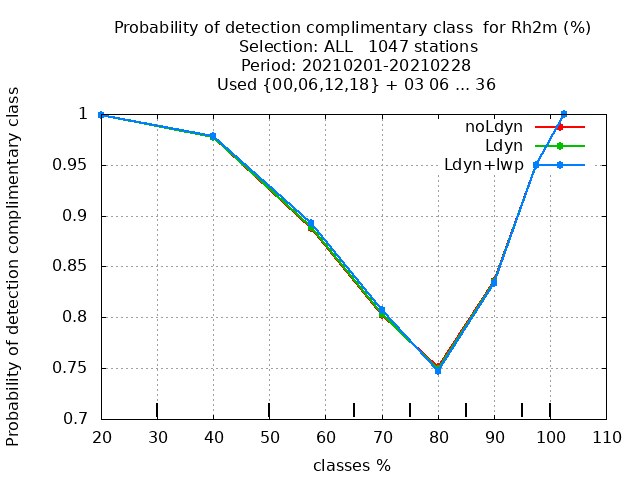 Probability of detection complimentary class  for Rh2m (%)
Selection: ALL   1047 stations
Period: 20210201-20210228
Used {00,06,12,18} + 03 06 ... 36
Probability of detection complimentary class
1
0.95
0.9
0.85
0.8
0.75
0.7
noLdyn
Ldyn
Ldyn+lwp
20 30 40 50 60 70 80 90 100 110
classes %